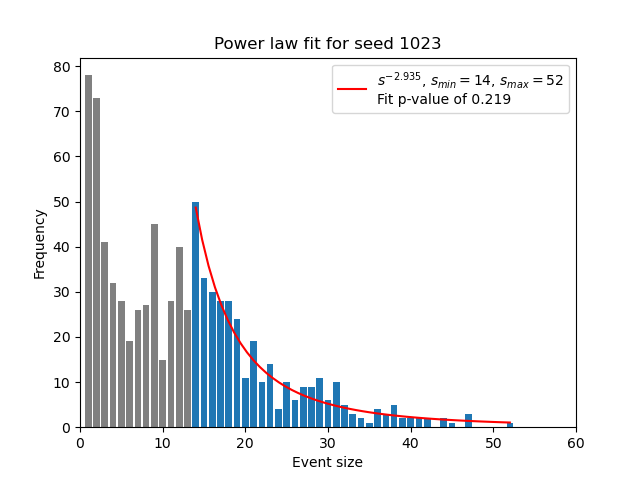 Power law fit for seed 1023
s^{-2.935}, s_{min} = 14, s_{max} = 52
Fit p-value of 0.219
Frequency
80
70
60
50
40
30
20
10
0
0 10 20 30 40 50 60
Event size